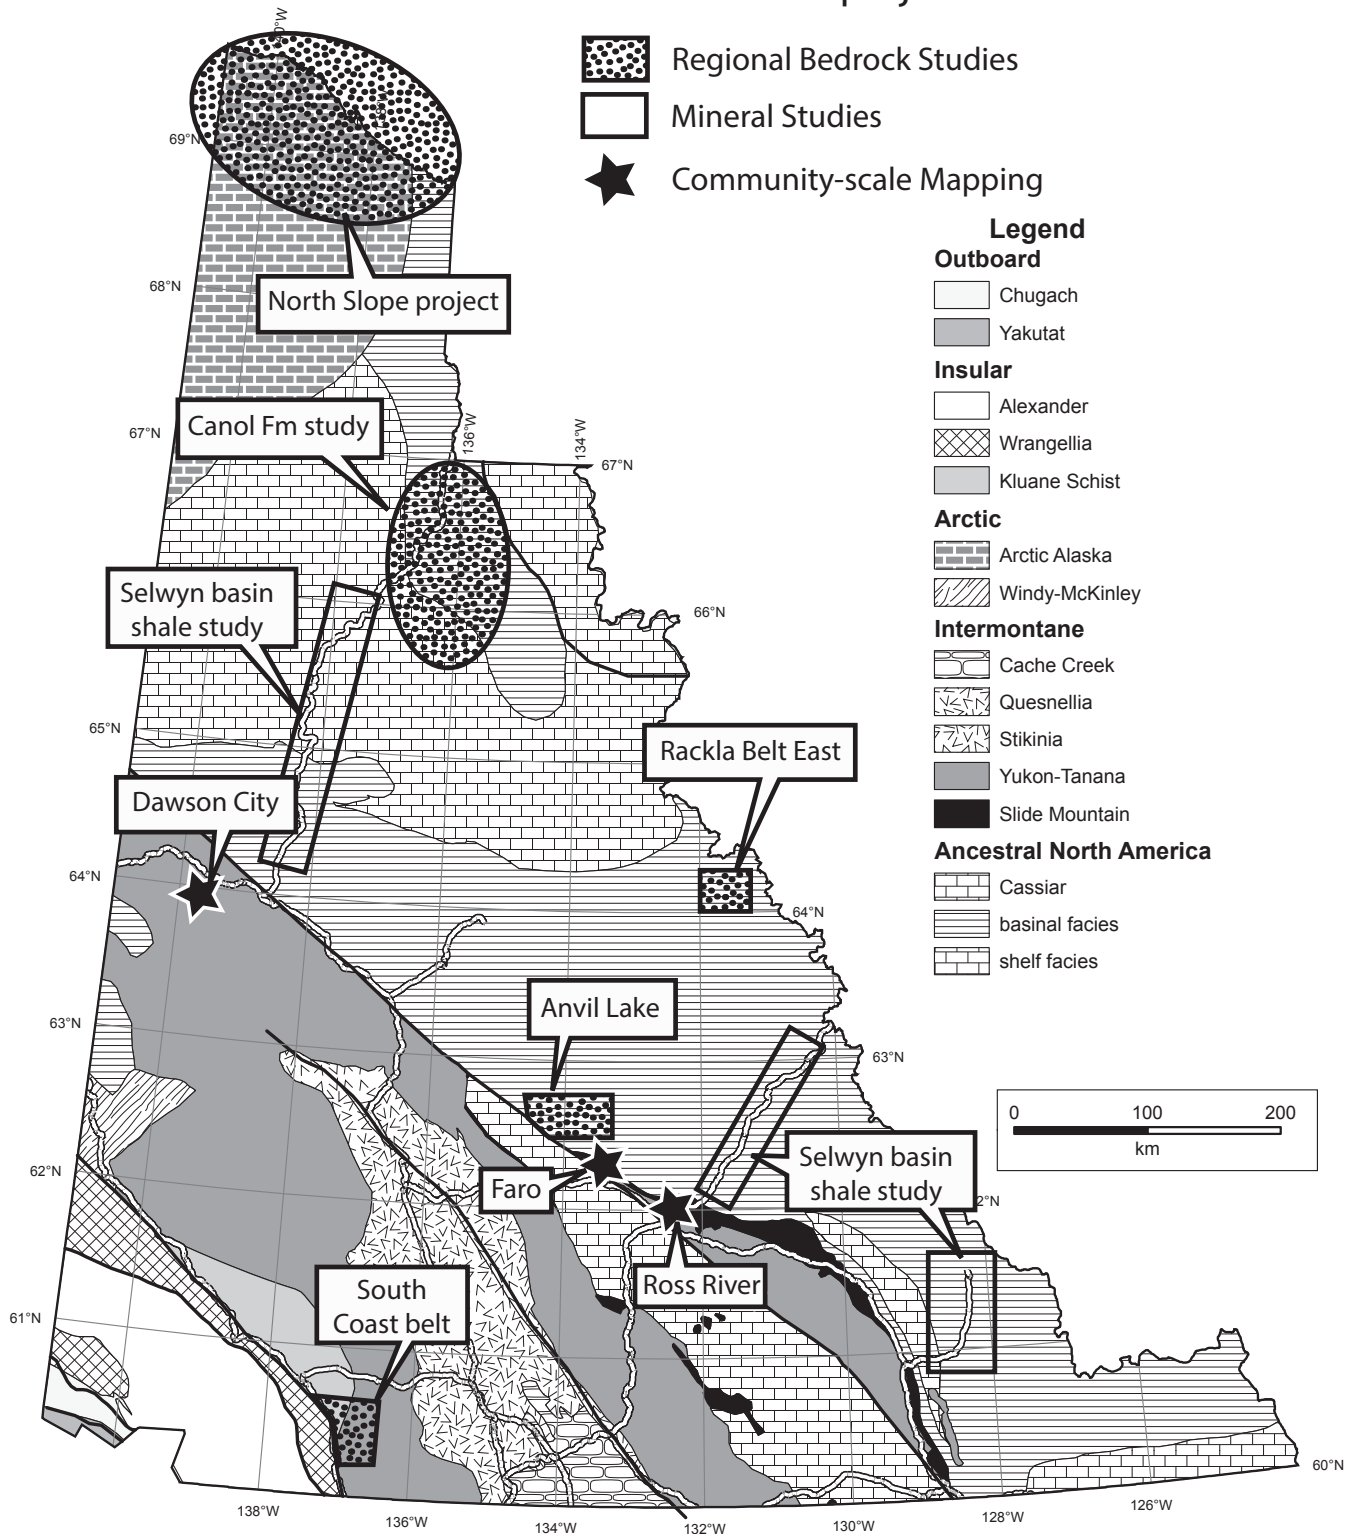 Regional Bedrock Studies
Mineral Studies
Community-scale Mapping
69°N
68°N
North Slope project
Legend
Outboard
Chugach
Yakutat
Insular
Alexander
Wrangellia
Kluane Schist
Arctic
Arctic Alaska
Windy-McKinley
Intermontane
Cache Creek
Quesnellia
Stikinia
Yukon-Tanana
Slide Mountain
Ancestral North America
Cassiar
basinal facies
shelf facies
67°N
Canol Fm study
136°W
134°W
67°N
Selwyn basin
shale study
66°N
65°N
Rackla Belt East
Dawson City
64°N
64°N
Anvil Lake
63°N
63°N
0 100 200
km
Selwyn basin
shale study
62°N
Faro
2°N
Ross River
South
Coast belt
61°N
60°N
138°W
136°W
134°W
132°W
130°W
128°W
126°W